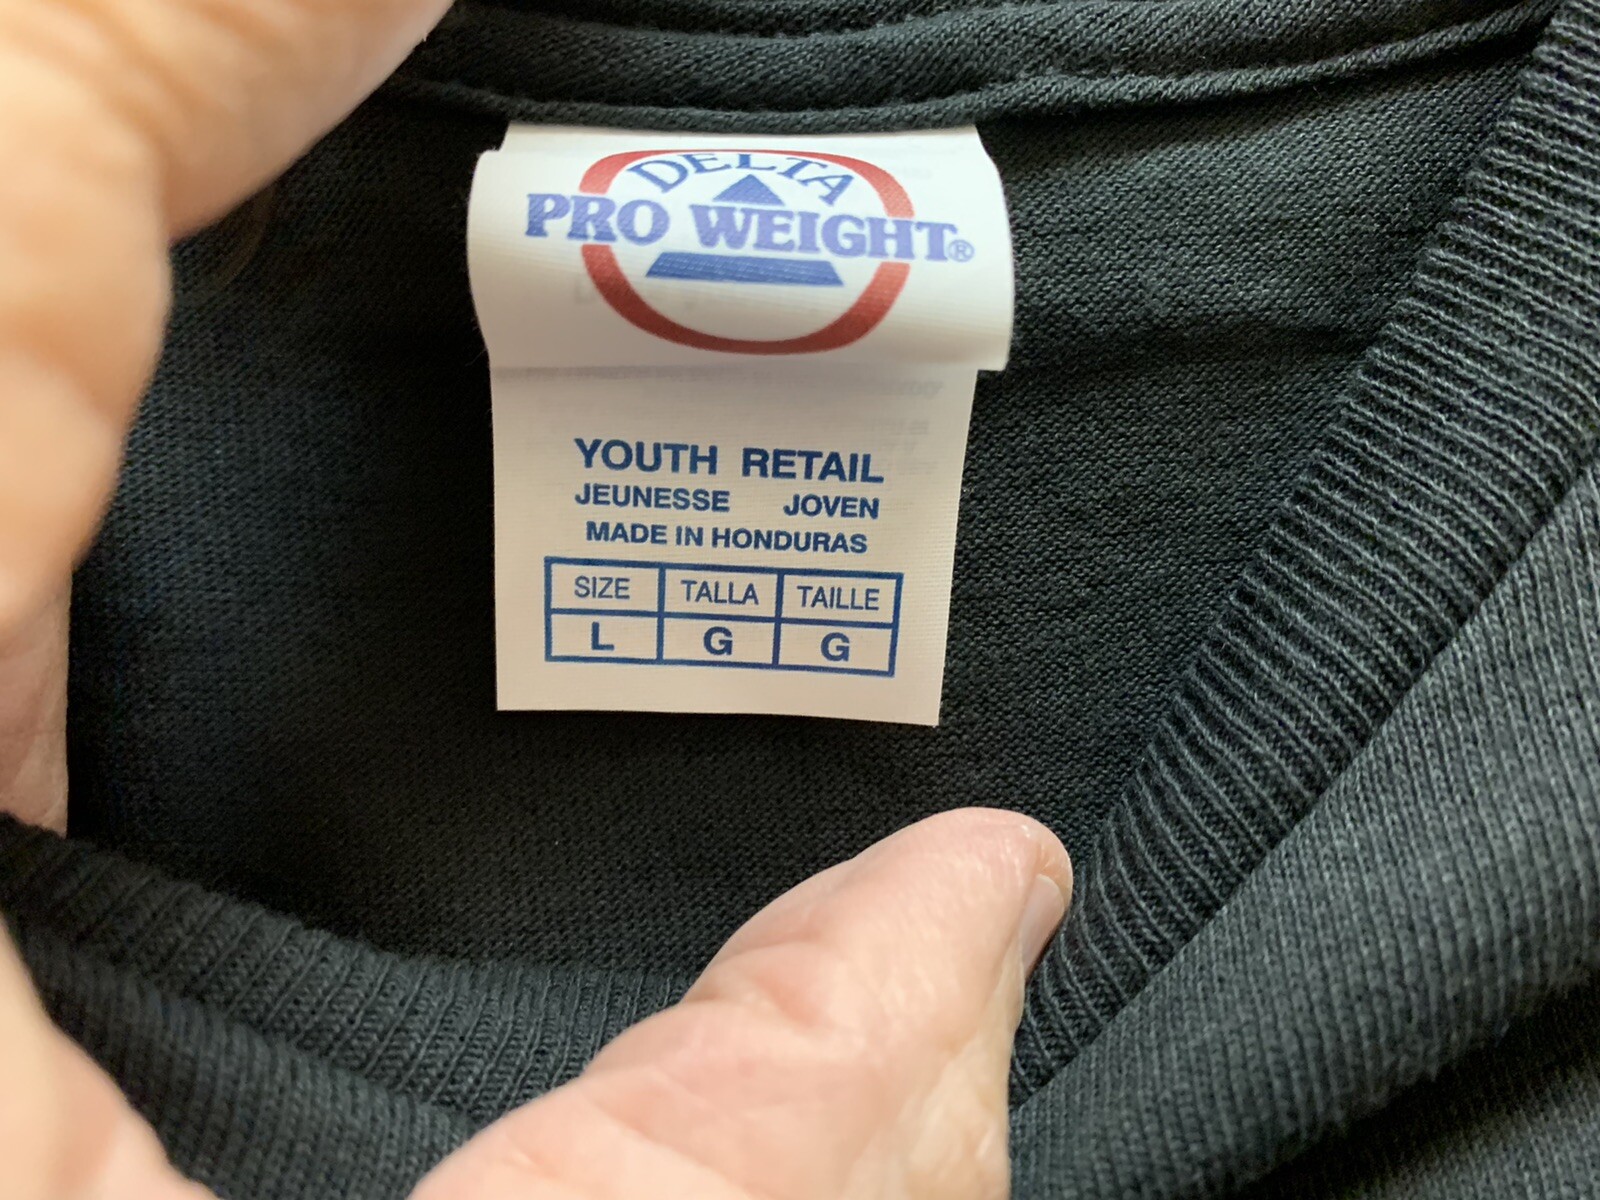 DELTA
PRO WEIGHT®
YOUTH RETAIL
JEUNESSE JOVEN
MADE IN HONDURAS
SIZE TALLA TAILLE
L G G